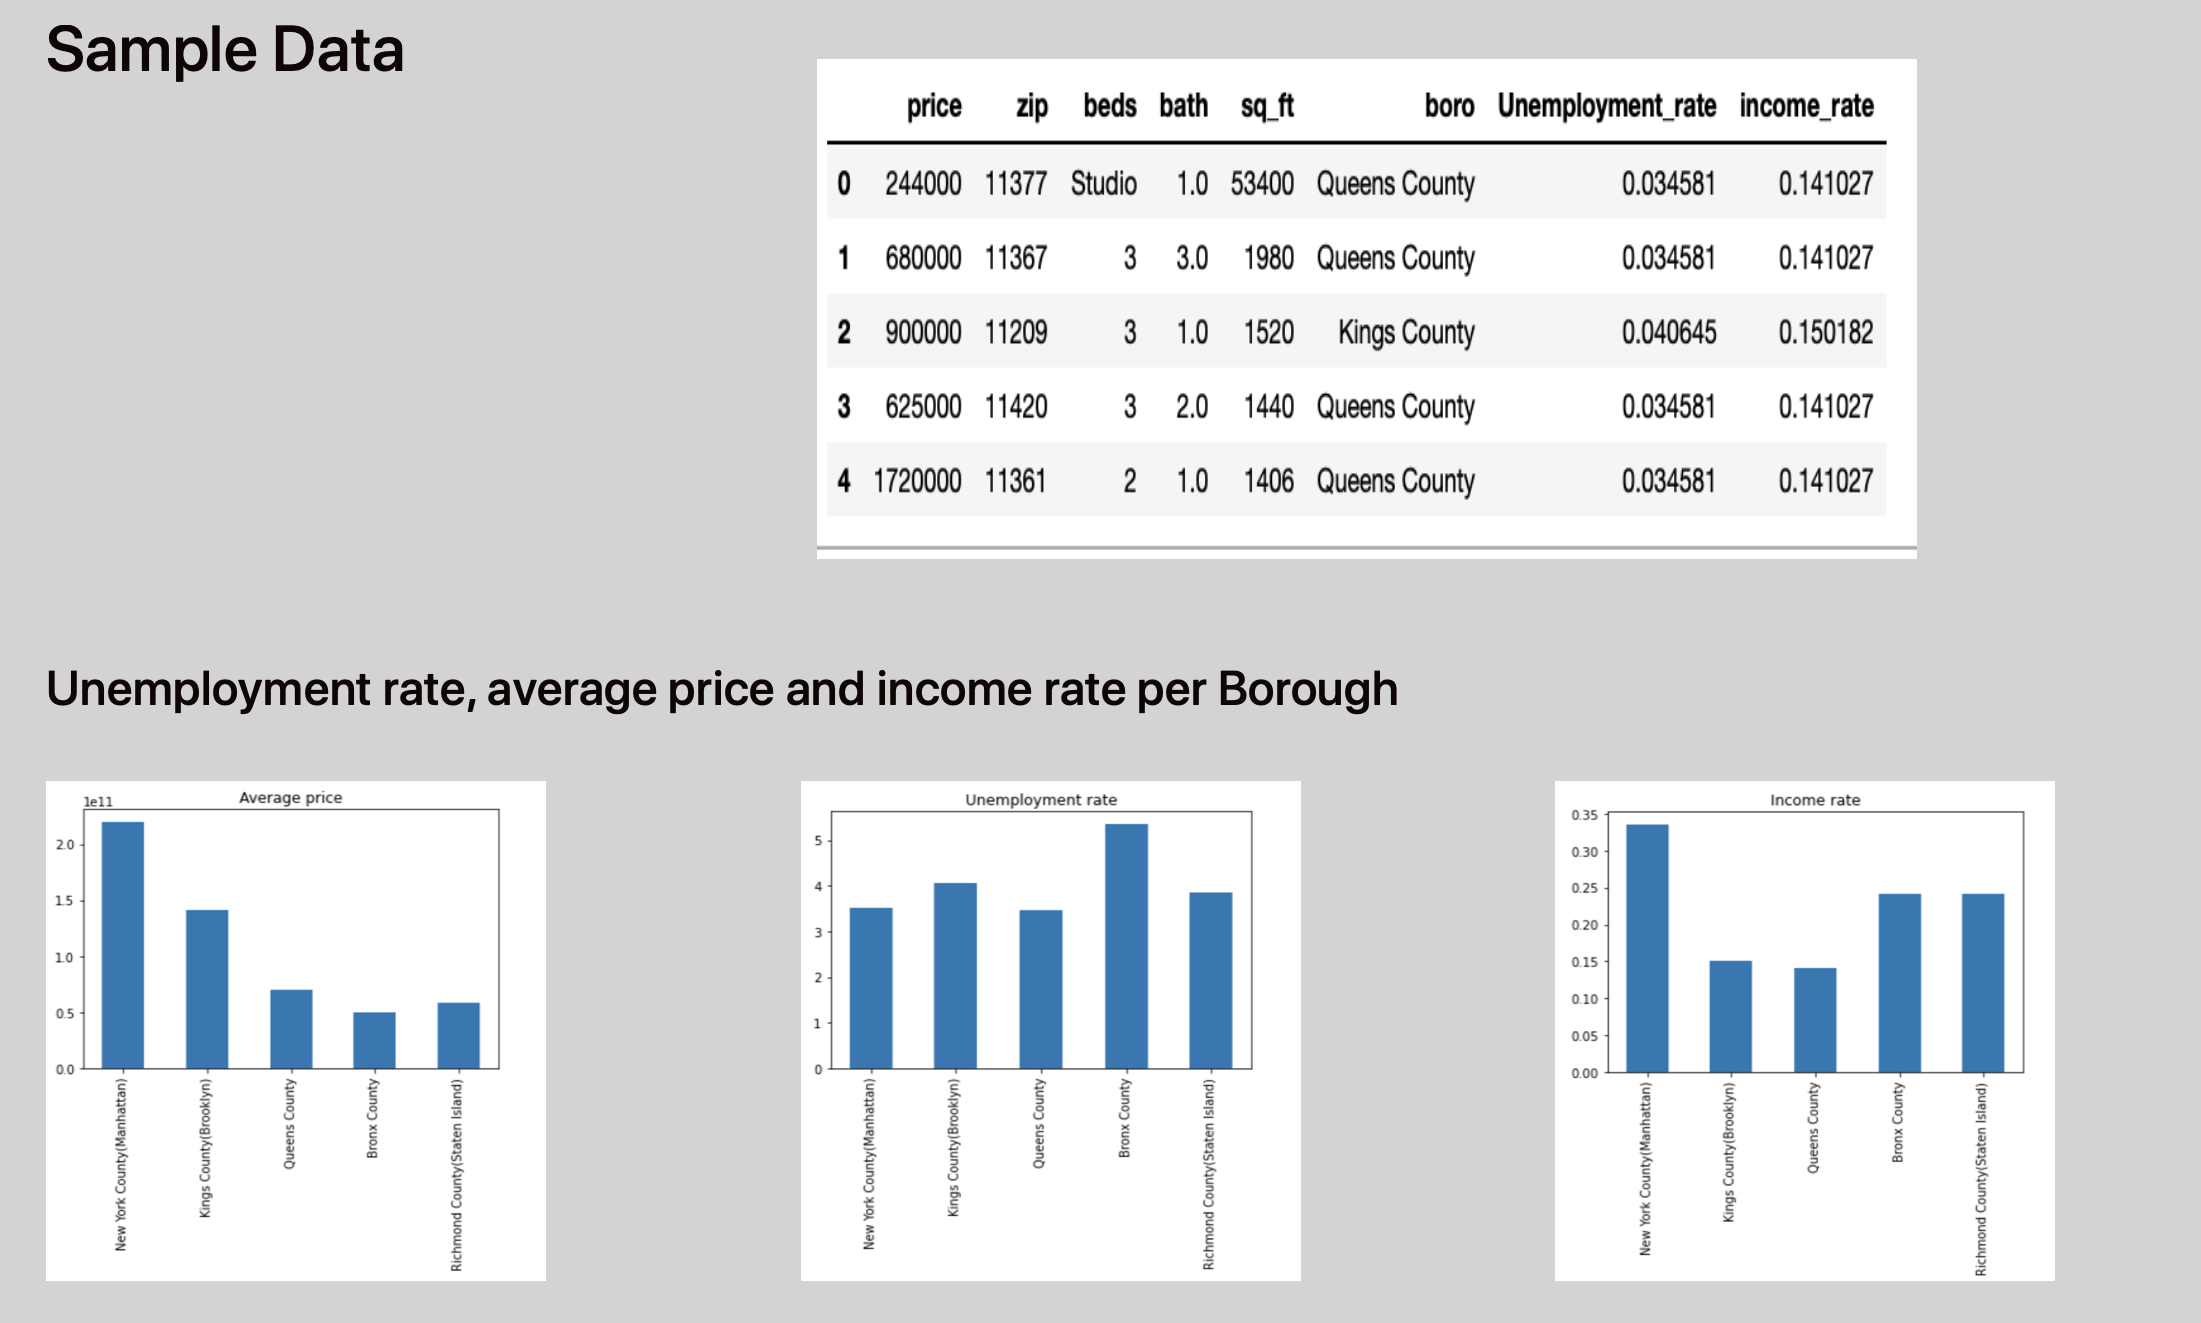 Sample Data
price zip beds bath sq_ft boro Unemployment_rate income_rate
0 244000 11377 Studio 1.0 53400 Queens County 0.034581 0.141027
1 680000 11367 3 3.0 1980 Queens County 0.034581 0.141027
2 900000 11209 3 1.0 1520 Kings County 0.040645 0.150182
3 625000 11420 3 2.0 1440 Queens County 0.034581 0.141027
4 1720000 11361 2 1.0 1406 Queens County 0.034581 0.141027
Unemployment rate, average price and income rate per Borough
1e11
Average price
2.0
1.5
1.0
0.5
0.0
New York County(Manhattan)
Kings County(Brooklyn)
Queens County
Bronx County
Richmond County(Staten Island)
Unemployment rate
5
4
3
2
1
0
New York County(Manhattan)
Kings County(Brooklyn)
Queens County
Bronx County
Richmond County(Staten Island)
Income rate
0.35
0.30
0.25
0.20
0.15
0.10
0.05
0.00
New York County(Manhattan)
Kings County(Brooklyn)
Queens County
Bronx County
Richmond County(Staten Island)